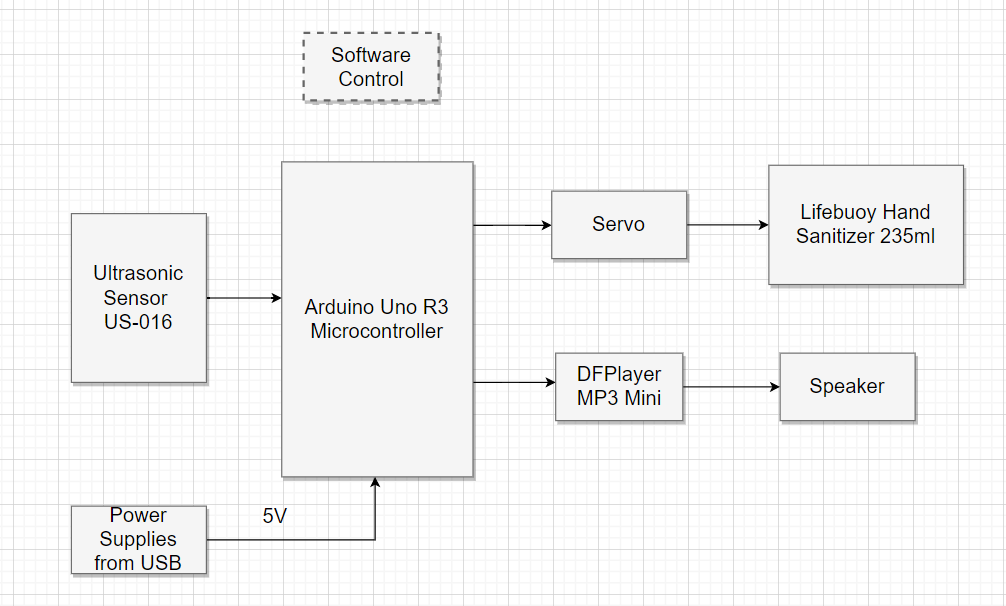 Software
Control
Ultrasonic
Sensor
US-016
Arduino Uno R3
Microcontroller
Servo
Lifebuoy Hand
Sanitizer 235ml
DFPlayer
MP3 Mini
Speaker
Power
Supplies
from USB
5V